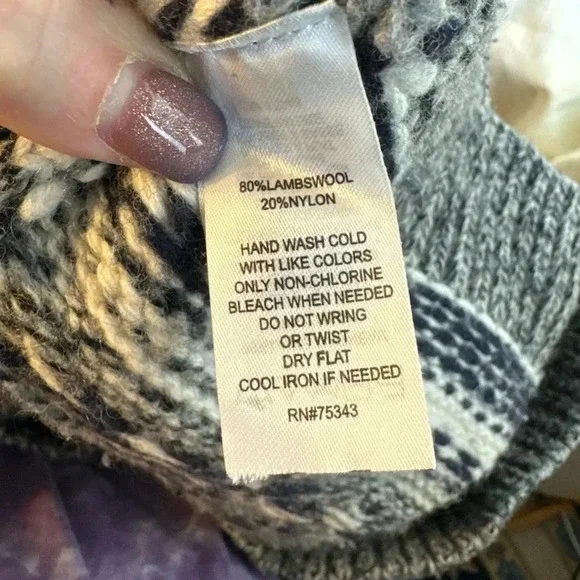 80%LAMBSWOOL
20%NYLON
HAND WASH COLD
WITH LIKE COLORS
ONLY NON-CHLORINE
BLEACH WHEN NEEDED
DO NOT WRING
OR TWIST
DRY FLAT
COOL IRON IF NEEDED
RN#75343